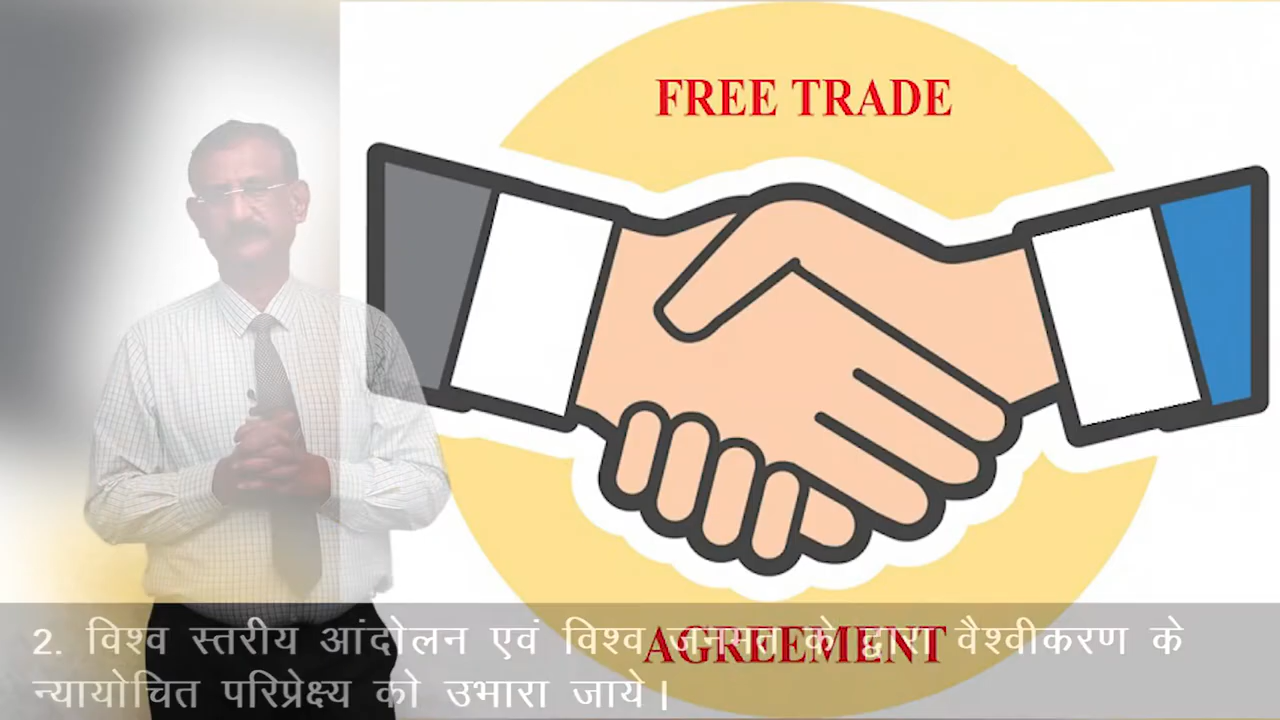 FREE TRADE
AGREEMENT
2. विश्व स्तरीय आंदोलन एवं विश्व जनमत के द्वारा वैश्वीकरण के
न्यायोचित परिप्रेक्ष्य को उभारा जाये।